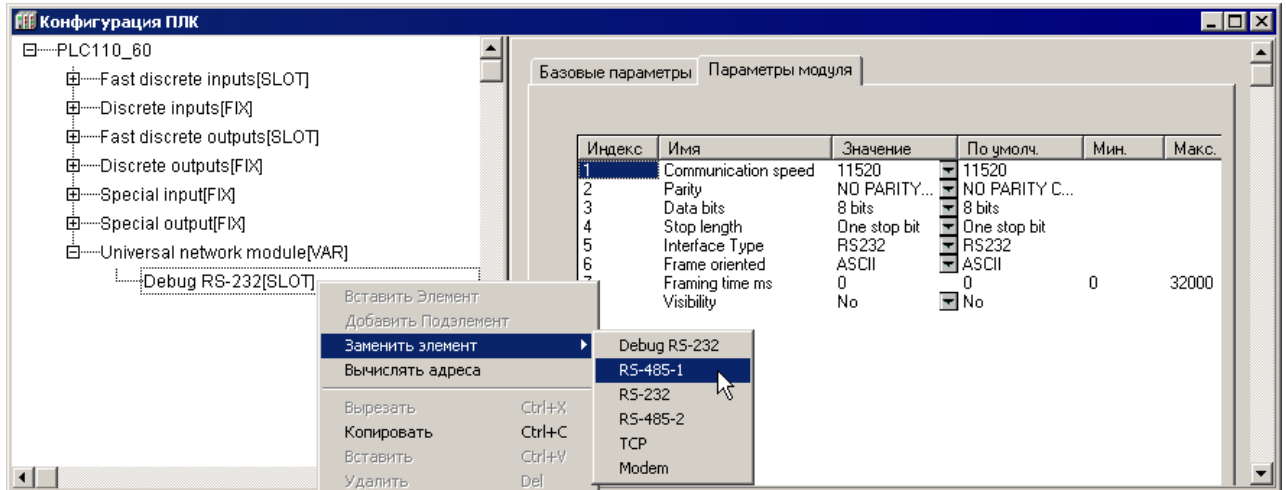 Конфигурация ПЛК
PLC110_60
Fast discrete inputs[SLOT]
Discrete inputs[FIX]
Fast discrete outputs[SLOT]
Discrete outputs[FIX]
Special input[FIX]
Special output[FIX]
Universal network module[VAR]
Debug RS-232[SLOT]
Вставить Элемент
Добавить Подэлемент
Заменить элемент
Вычислять адреса
Вырезать Ctrl+X
Копировать Ctrl+C
Вставить Ctrl+V
Удалить Del
Debug RS-232
RS-485-1
RS-232
RS-485-2
TCP
Modem
Базовые параметры Параметры модуля
Индекс Имя Значение По умолч. Мин. Макс.
1 Communication speed 11520 11520
2 Parity NO PARITY... NO PARITY C...
3 Data bits 8 bits 8 bits
4 Stop length One stop bit One stop bit
5 Interface Type RS232 RS232
6 Frame oriented ASCII ASCII
7 Framing time ms 0 0 0 32000
Visibility No No